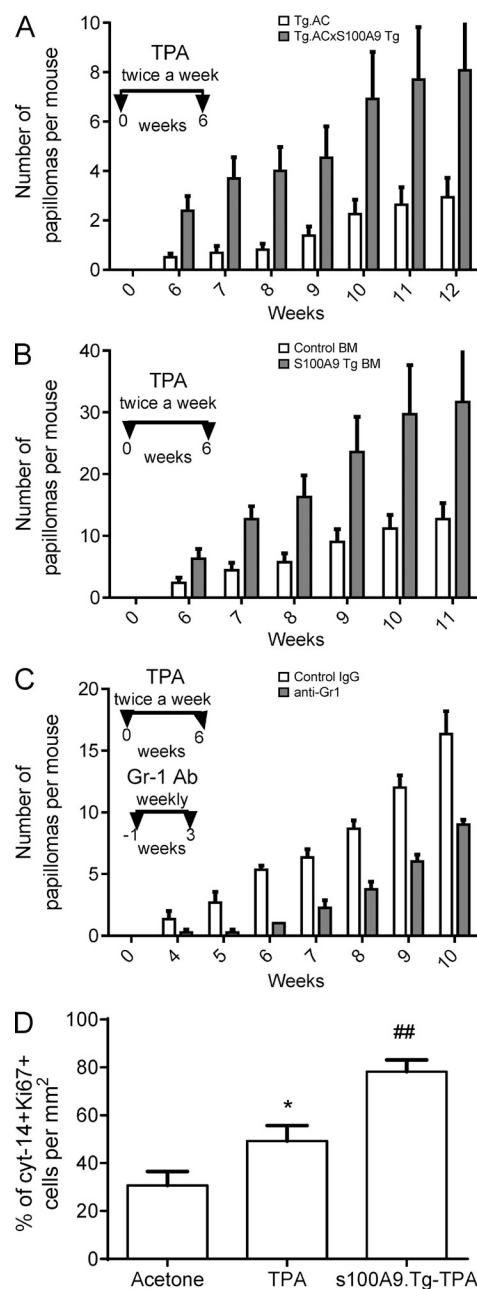 A
Tg.AC
Tg.ACxS100A9 Tg
TPA
twice a week
0
6
weeks
Number of
papillomas per mouse
10
8
6
4
2
0
0 6 7 8 9 10 11 12
Weeks
B
Control BM
S100A9 Tg BM
TPA
twice a week
0
6
weeks
Number of
papillomas per mouse
40
30
20
10
0
0 6 7 8 9 10 11
Weeks
C
Control IgG
anti-Gr1
TPA
twice a week
0
6
weeks
Gr-1 Ab
weekly
-1
3
weeks
Number of
papillomas per mouse
20
15
10
5
0
0 4 5 6 7 8 9 10
Weeks
D
% of cyt-14+Ki67+
cells per mm²
100
80
60
40
20
0
*
##
Acetone TPA s100A9.Tg-TPA